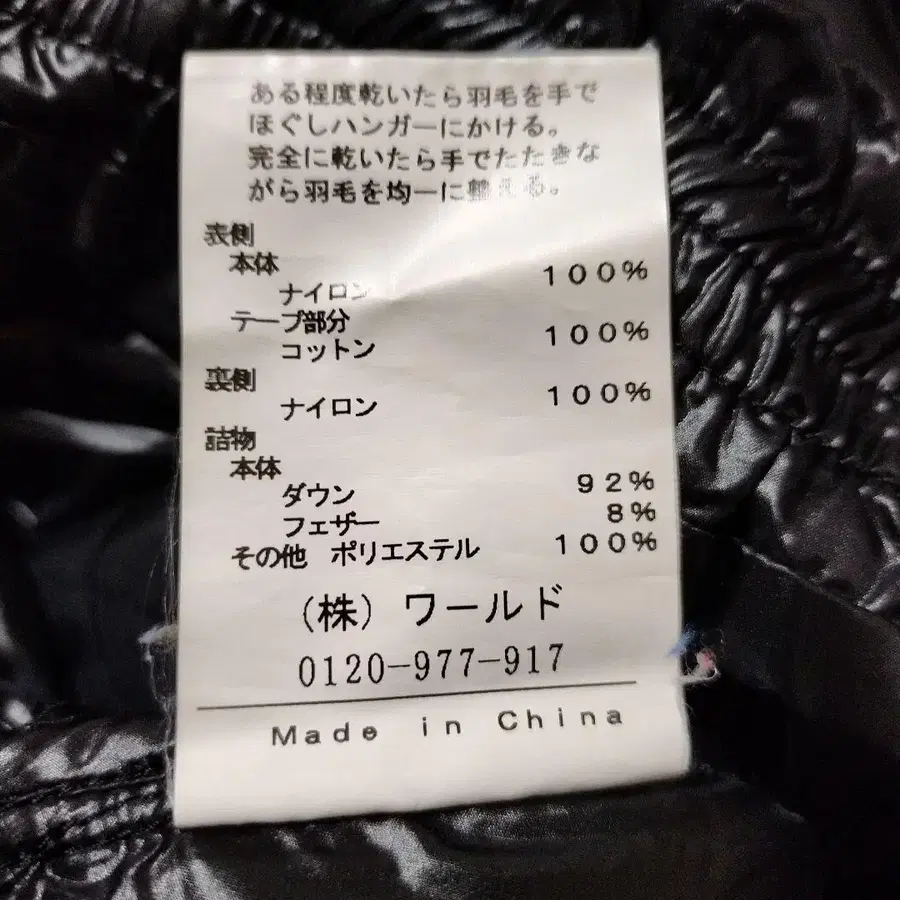 ある程度乾いたら羽毛を手で
ほぐしハンガーにかける。
完全に乾いたら手でたたきな
がら羽毛を均一に整える。
表側
本体
ナイロン 100%
テープ部分
コットン 100%
裏側
ナイロン 100%
詰物
本体
ダウン 92%
フェザー 8%
その他 ポリエステル 100%
(株) ワールド
0120-977-917
Made in China